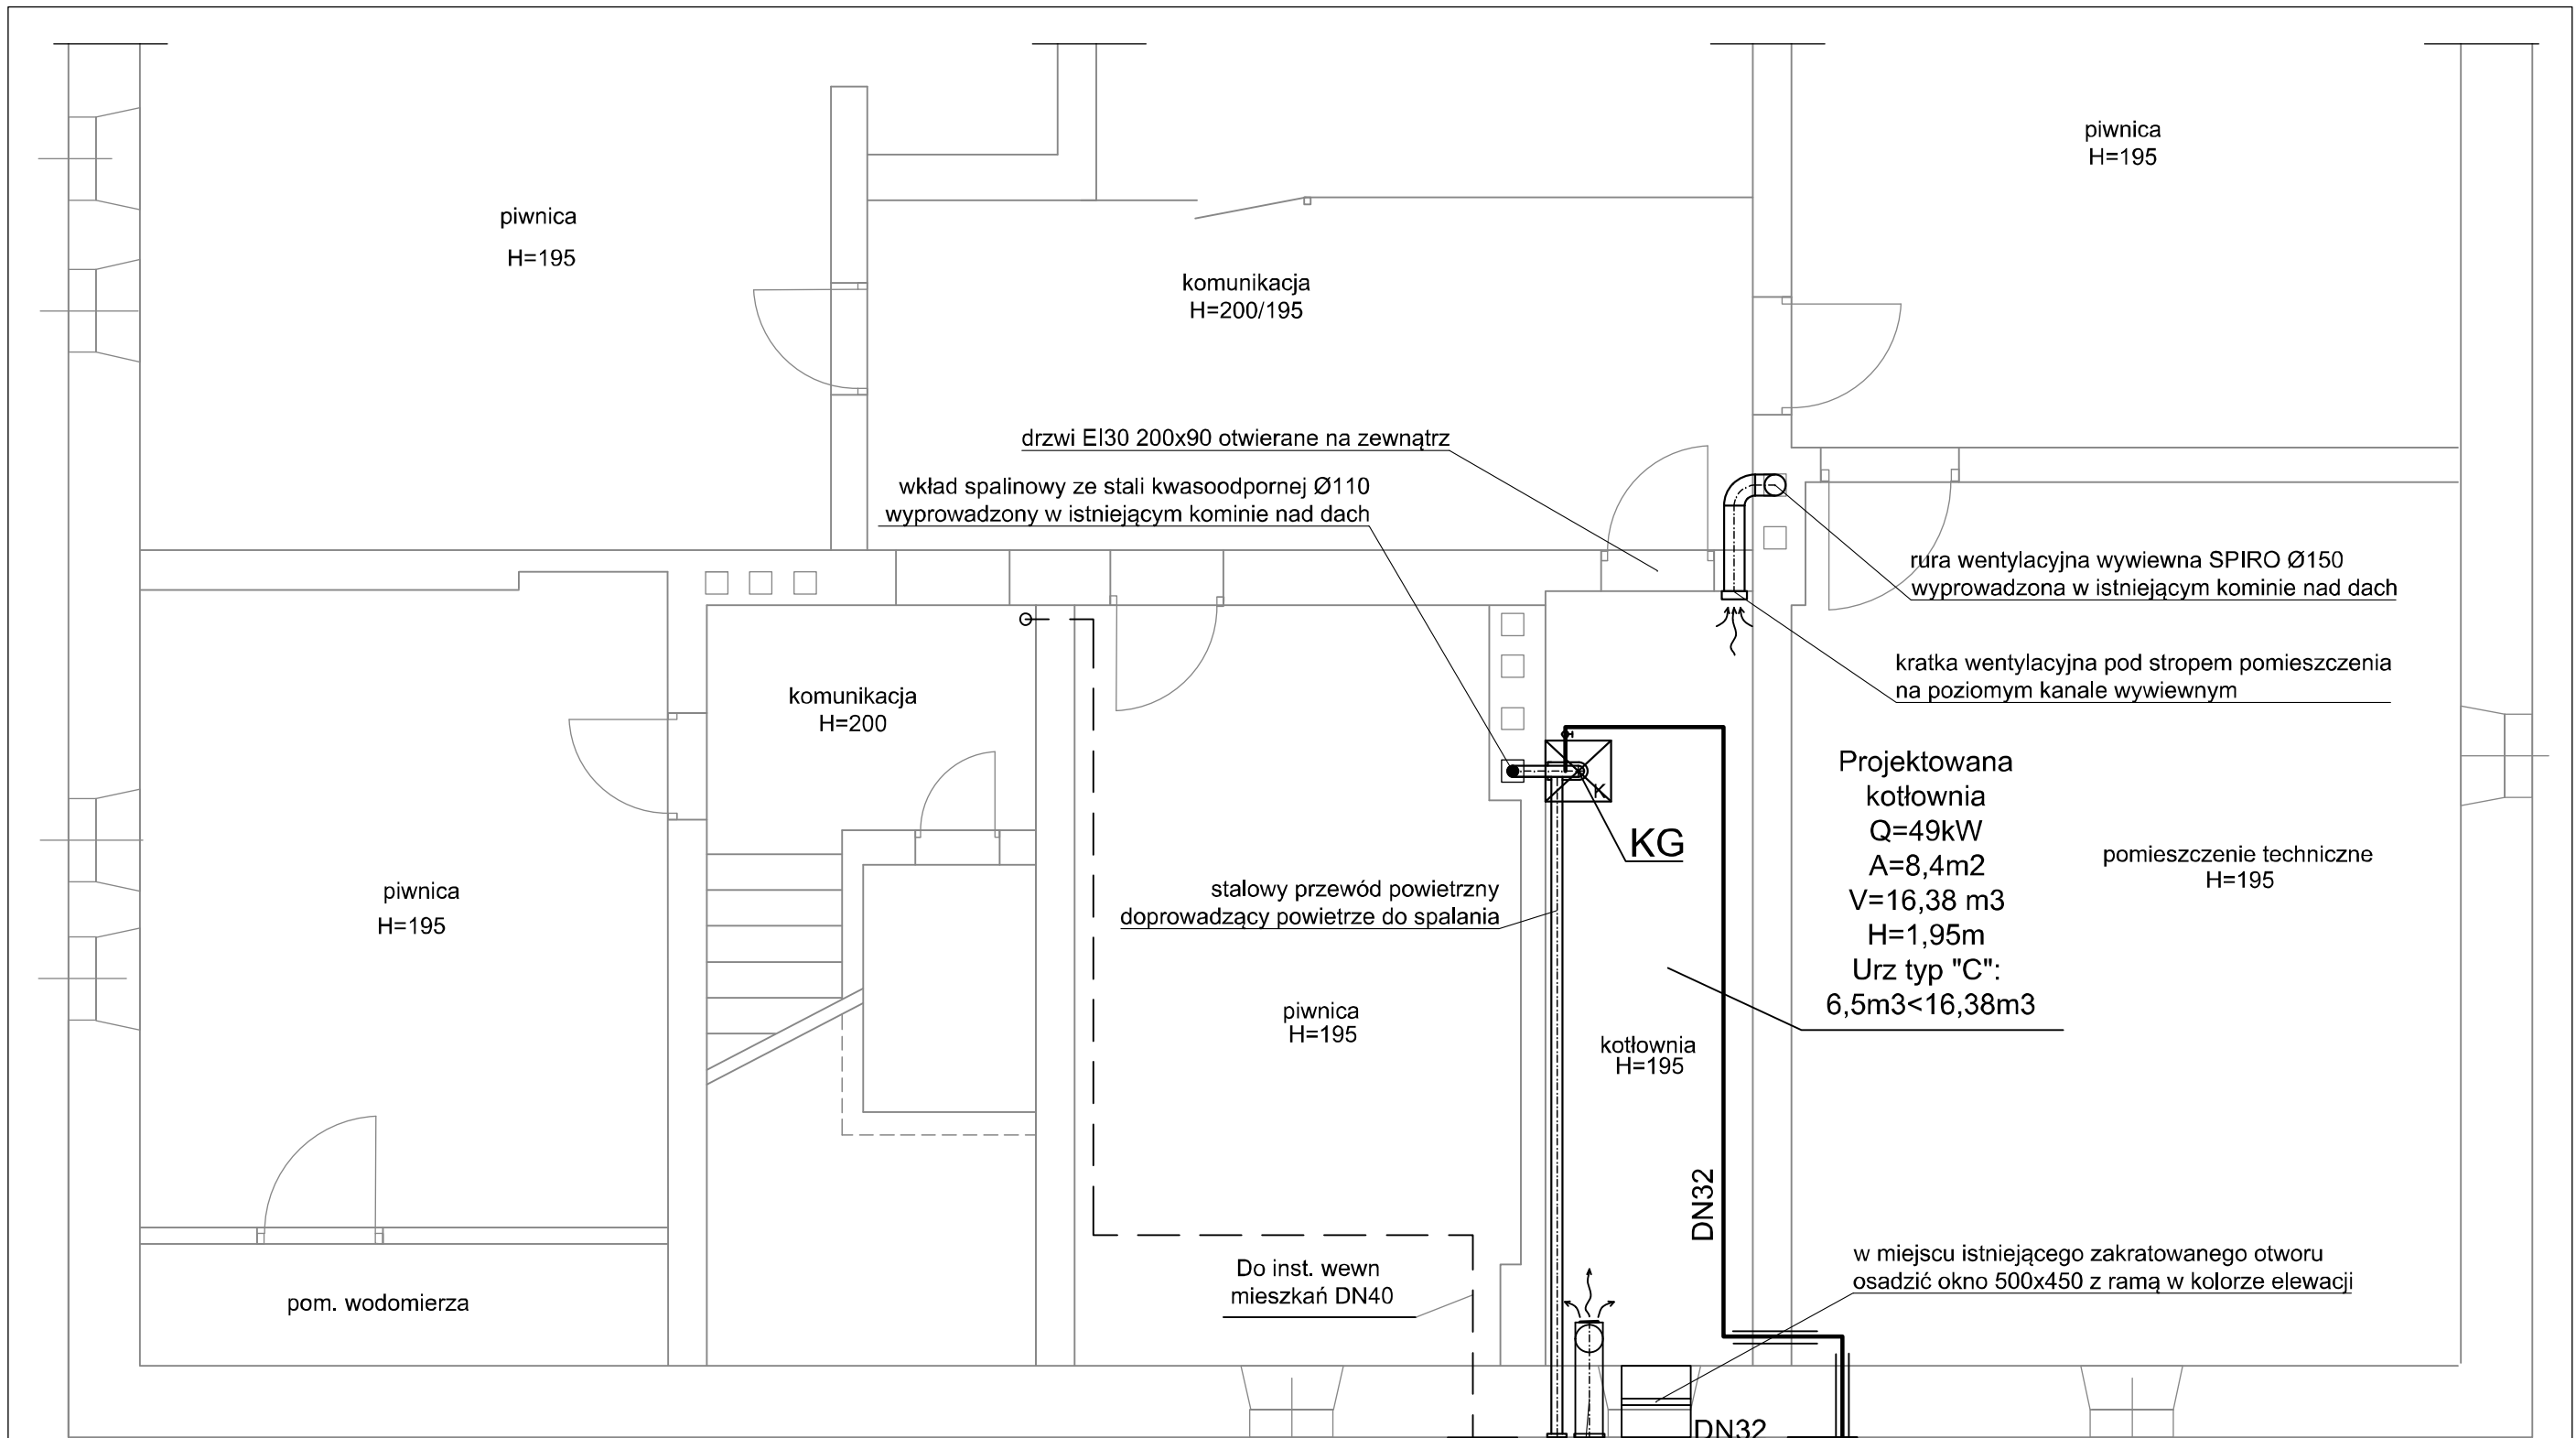 piwnica
H=195
piwnica
H=195
komunikacja
H=200/195
drzwi EI30 200x90 otwierane na zewnątrz
wkład spalinowy ze stali kwasoodpornej Ø110
wyprowadzony w istniejącym kominie nad dach
rura wentylacyjna wywiewna SPIRO Ø150
wyprowadzona w istniejącym kominie nad dach
kratka wentylacyjna pod stropem pomieszczenia
na poziomym kanale wywiewnym
komunikacja
H=200
Projektowana
kotłownia
Q=49kW
A=8,4m2
V=16,38 m3
H=1,95m
Urz typ "C":
6,5m3<16,38m3
K
KG
pomieszczenie techniczne
H=195
piwnica
H=195
stalowy przewód powietrzny
doprowadzący powietrze do spalania
piwnica
H=195
kotłownia
H=195
DN32
Do inst. wewn
mieszkań DN40
w miejscu istniejącego zakratowanego otworu
osadzić okno 500x450 z ramą w kolorze elewacji
pom. wodomierza
DN32